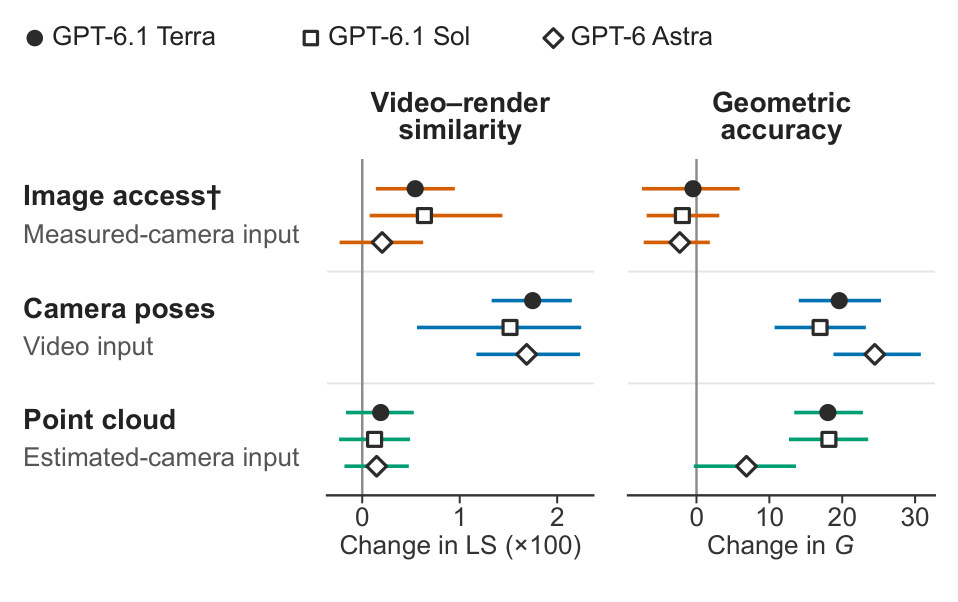 GPT-6.1 Terra GPT-6.1 Sol GPT-6 Astra
Video–render similarity
Geometric accuracy
Image access†
Measured-camera input
Camera poses
Video input
Point cloud
Estimated-camera input
0 1 2
Change in LS (×100)
0 10 20 30
Change in G